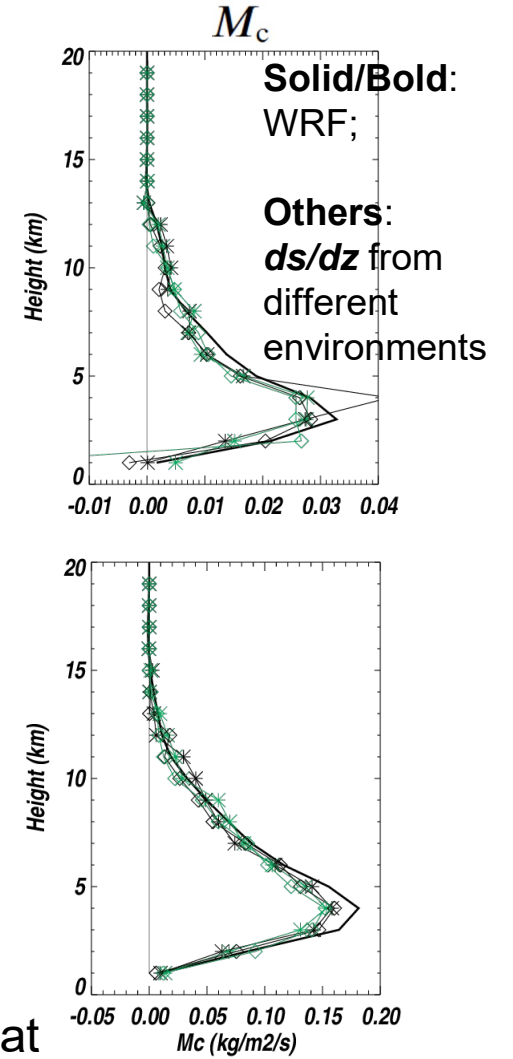 Mc
20
Solid/Bold:
WRF;
15
Others:
ds/dz from
different
environments
10
5
0
Height (km)
-0.01 0.00 0.01 0.02 0.03 0.04
20
15
10
5
0
Height (km)
-0.05 0.00 0.05 0.10 0.15 0.20
Mc (kg/m2/s)
at